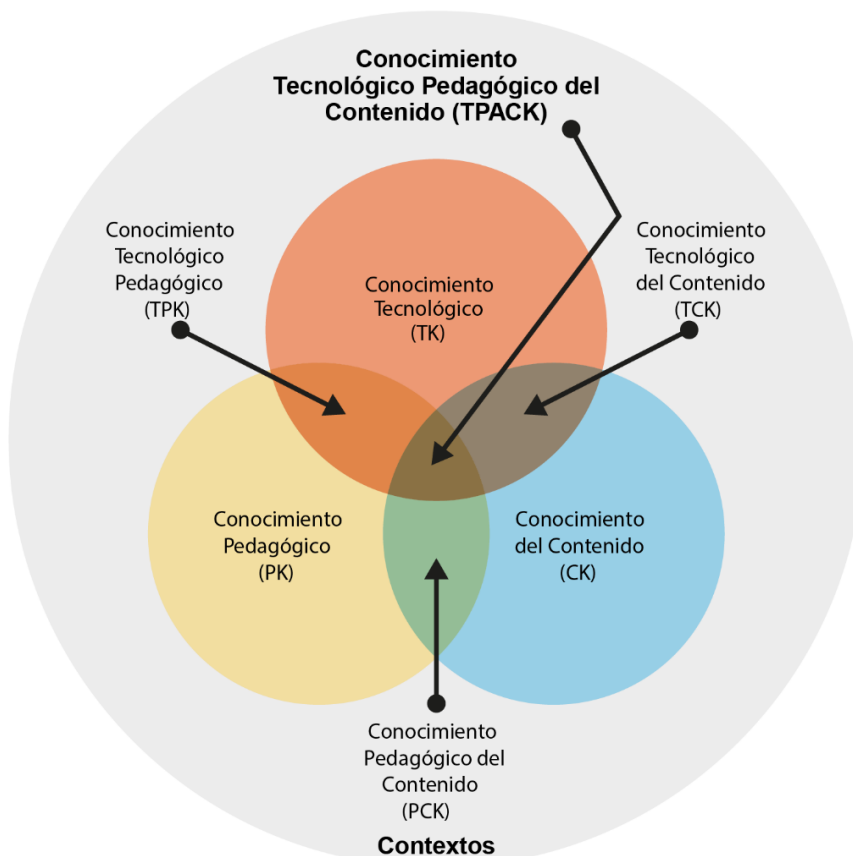 Conocimiento
Tecnológico Pedagógico del
Contenido (TPACK)
Conocimiento
Tecnológico
Pedagógico
(TPK)
Conocimiento
Tecnológico
(TK)
Conocimiento
Tecnológico
del Contenido
(TCK)
Conocimiento
Pedagógico
(PK)
Conocimiento
del Contenido
(CK)
Conocimiento
Pedagógico del
Contenido
(PCK)
Contextos